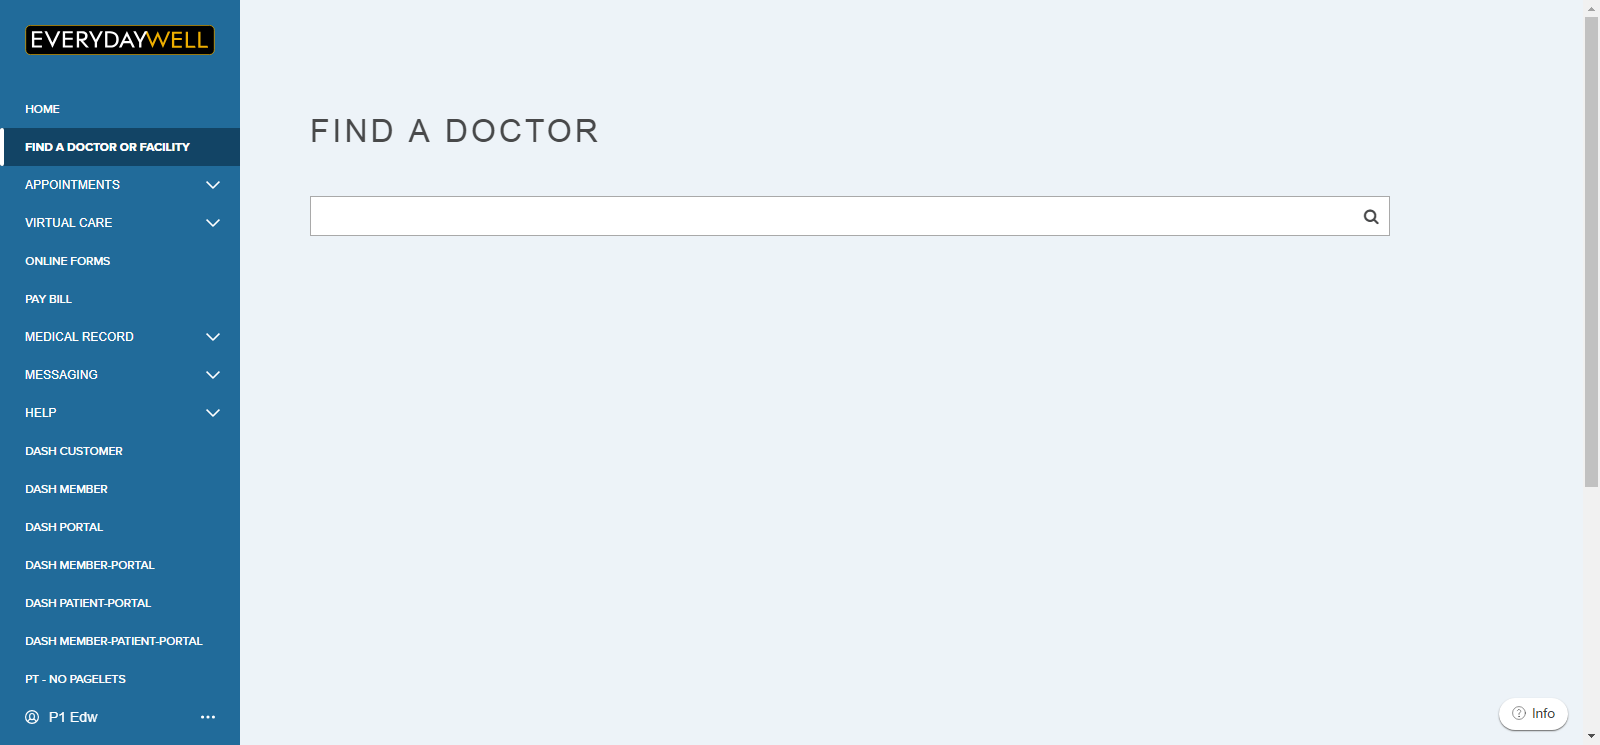 EVERYDAYWELL
HOME
FIND A DOCTOR OR FACILITY
APPOINTMENTS
VIRTUAL CARE
ONLINE FORMS
PAY BILL
MEDICAL RECORD
MESSAGING
HELP
DASH CUSTOMER
DASH MEMBER
DASH PORTAL
DASH MEMBER-PORTAL
DASH PATIENT-PORTAL
DASH MEMBER-PATIENT-PORTAL
PT - NO PAGELETS
P1 Edw
FIND A DOCTOR
Info